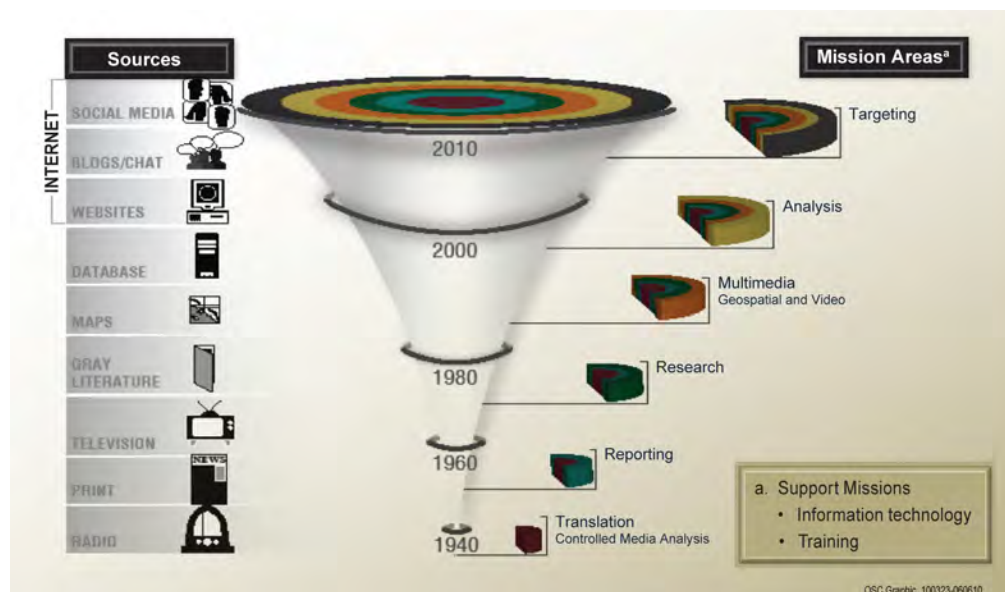 Sources
Mission Areasª
INTERNET
SOCIAL MEDIA
BLOGS/CHAT
WEBSITES
DATABASE
MAPS
GRAY
LITERATURE
TELEVISION
NEWS
PRINT
RADIO
2010
2000
1980
1960
1940
Targeting
Analysis
Multimedia
Geospatial and Video
Research
Reporting
Translation
Controlled Media Analysis
a. Support Missions
• Information technology
• Training
OSC Graphic 100323-060610